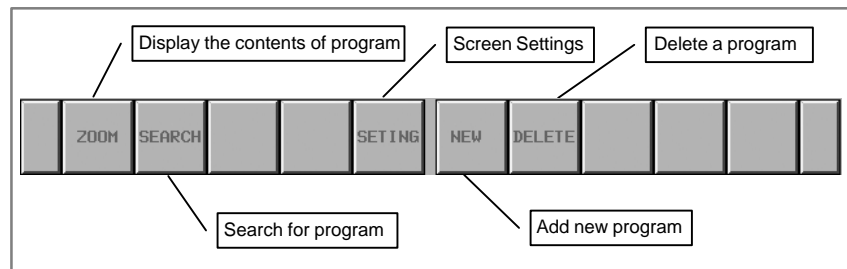 Display the contents of program
Screen Settings
Delete a program
ZOOM SEARCH SETING NEW DELETE
Search for program
Add new program